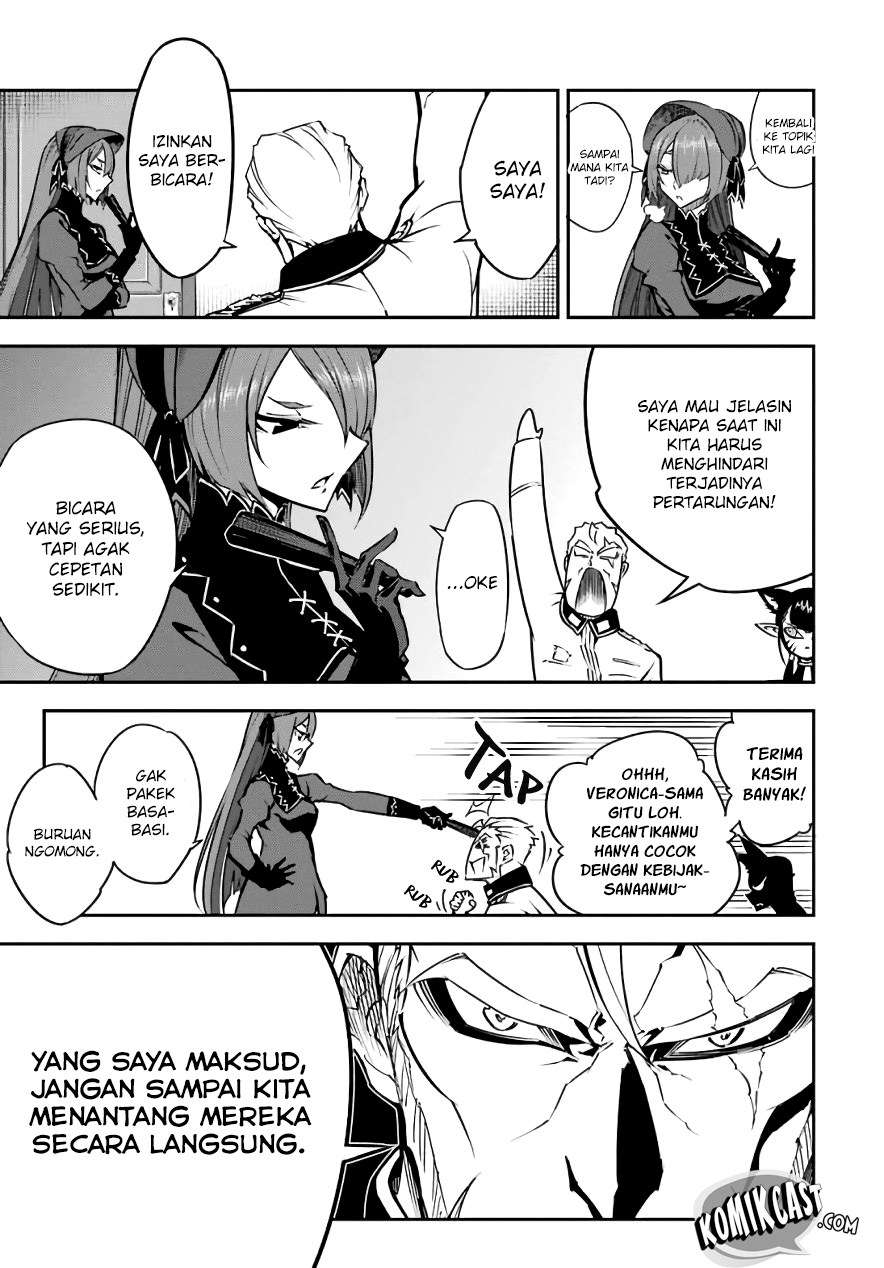 KEMBALI
KE TOPIK
KITA LAGI
SAMPAI
MANA KITA
TADI?
SAYA
SAYA!
IZINKAN
SAYA BER-
BICARA!
SAYA MAU JELASIN
KENAPA SAAT INI
KITA HARUS
MENGHINDARI
TERJADINYA
PERTARUNGAN!
...OKE
BICARA
YANG SERIUS,
TAPI AGAK
CEPETAN
SEDIKIT.
TERIMA
KASIH
BANYAK!
OHHH,
VERONICA-SAMA
GITU LOH.
KECANTIKANMU
HANYA COCOK
DENGAN KEBIJAK-
SANAANMU~
TAP
RUB
RUB
GAK
PAKEK
BASA-
BASI.
BURUAN
NGOMONG.
YANG SAYA MAKSUD,
JANGAN SAMPAI KITA
MENANTANG MEREKA
SECARA LANGSUNG.
KOMIKCAST
.COM